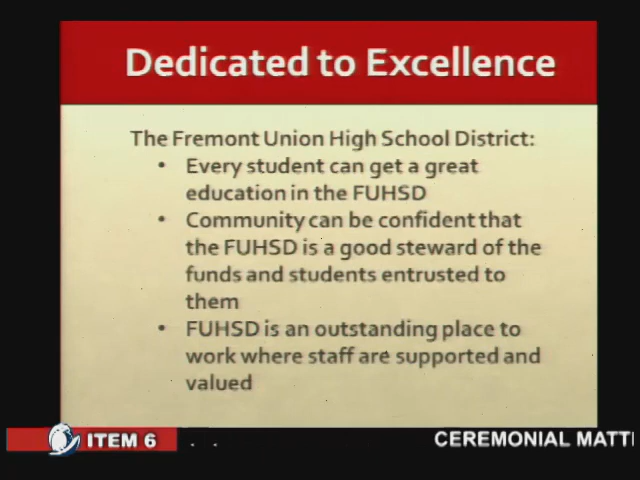 Dedicated to Excellence
The Fremont Union High School District:
• Every student can get a great
education in the FUHSD
• Community can be confident that
the FUHSD is a good steward of the
funds and students entrusted to
them
• FUHSD is an outstanding place to
work where staff are supported and
valued
ITEM 6 . . CEREMONIAL MATT